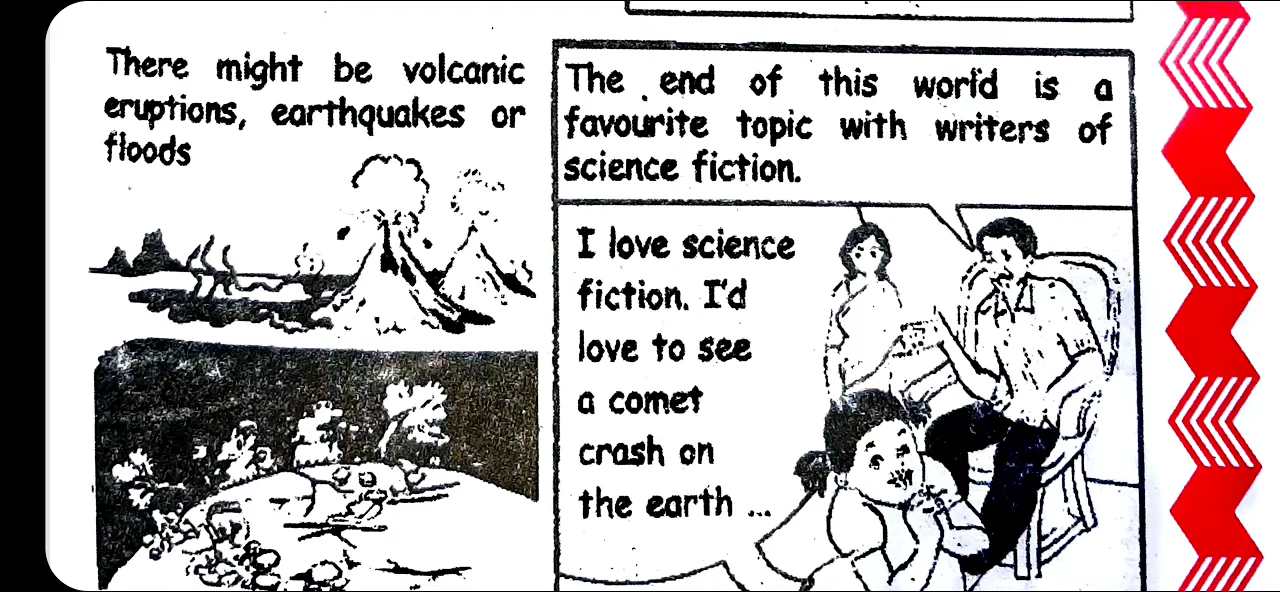 There might be volcanic
eruptions, earthquakes or
floods
The end of this world is a
favourite topic with writers of
science fiction.
I love science
fiction. I'd
love to see
a comet
crash on
the earth ...